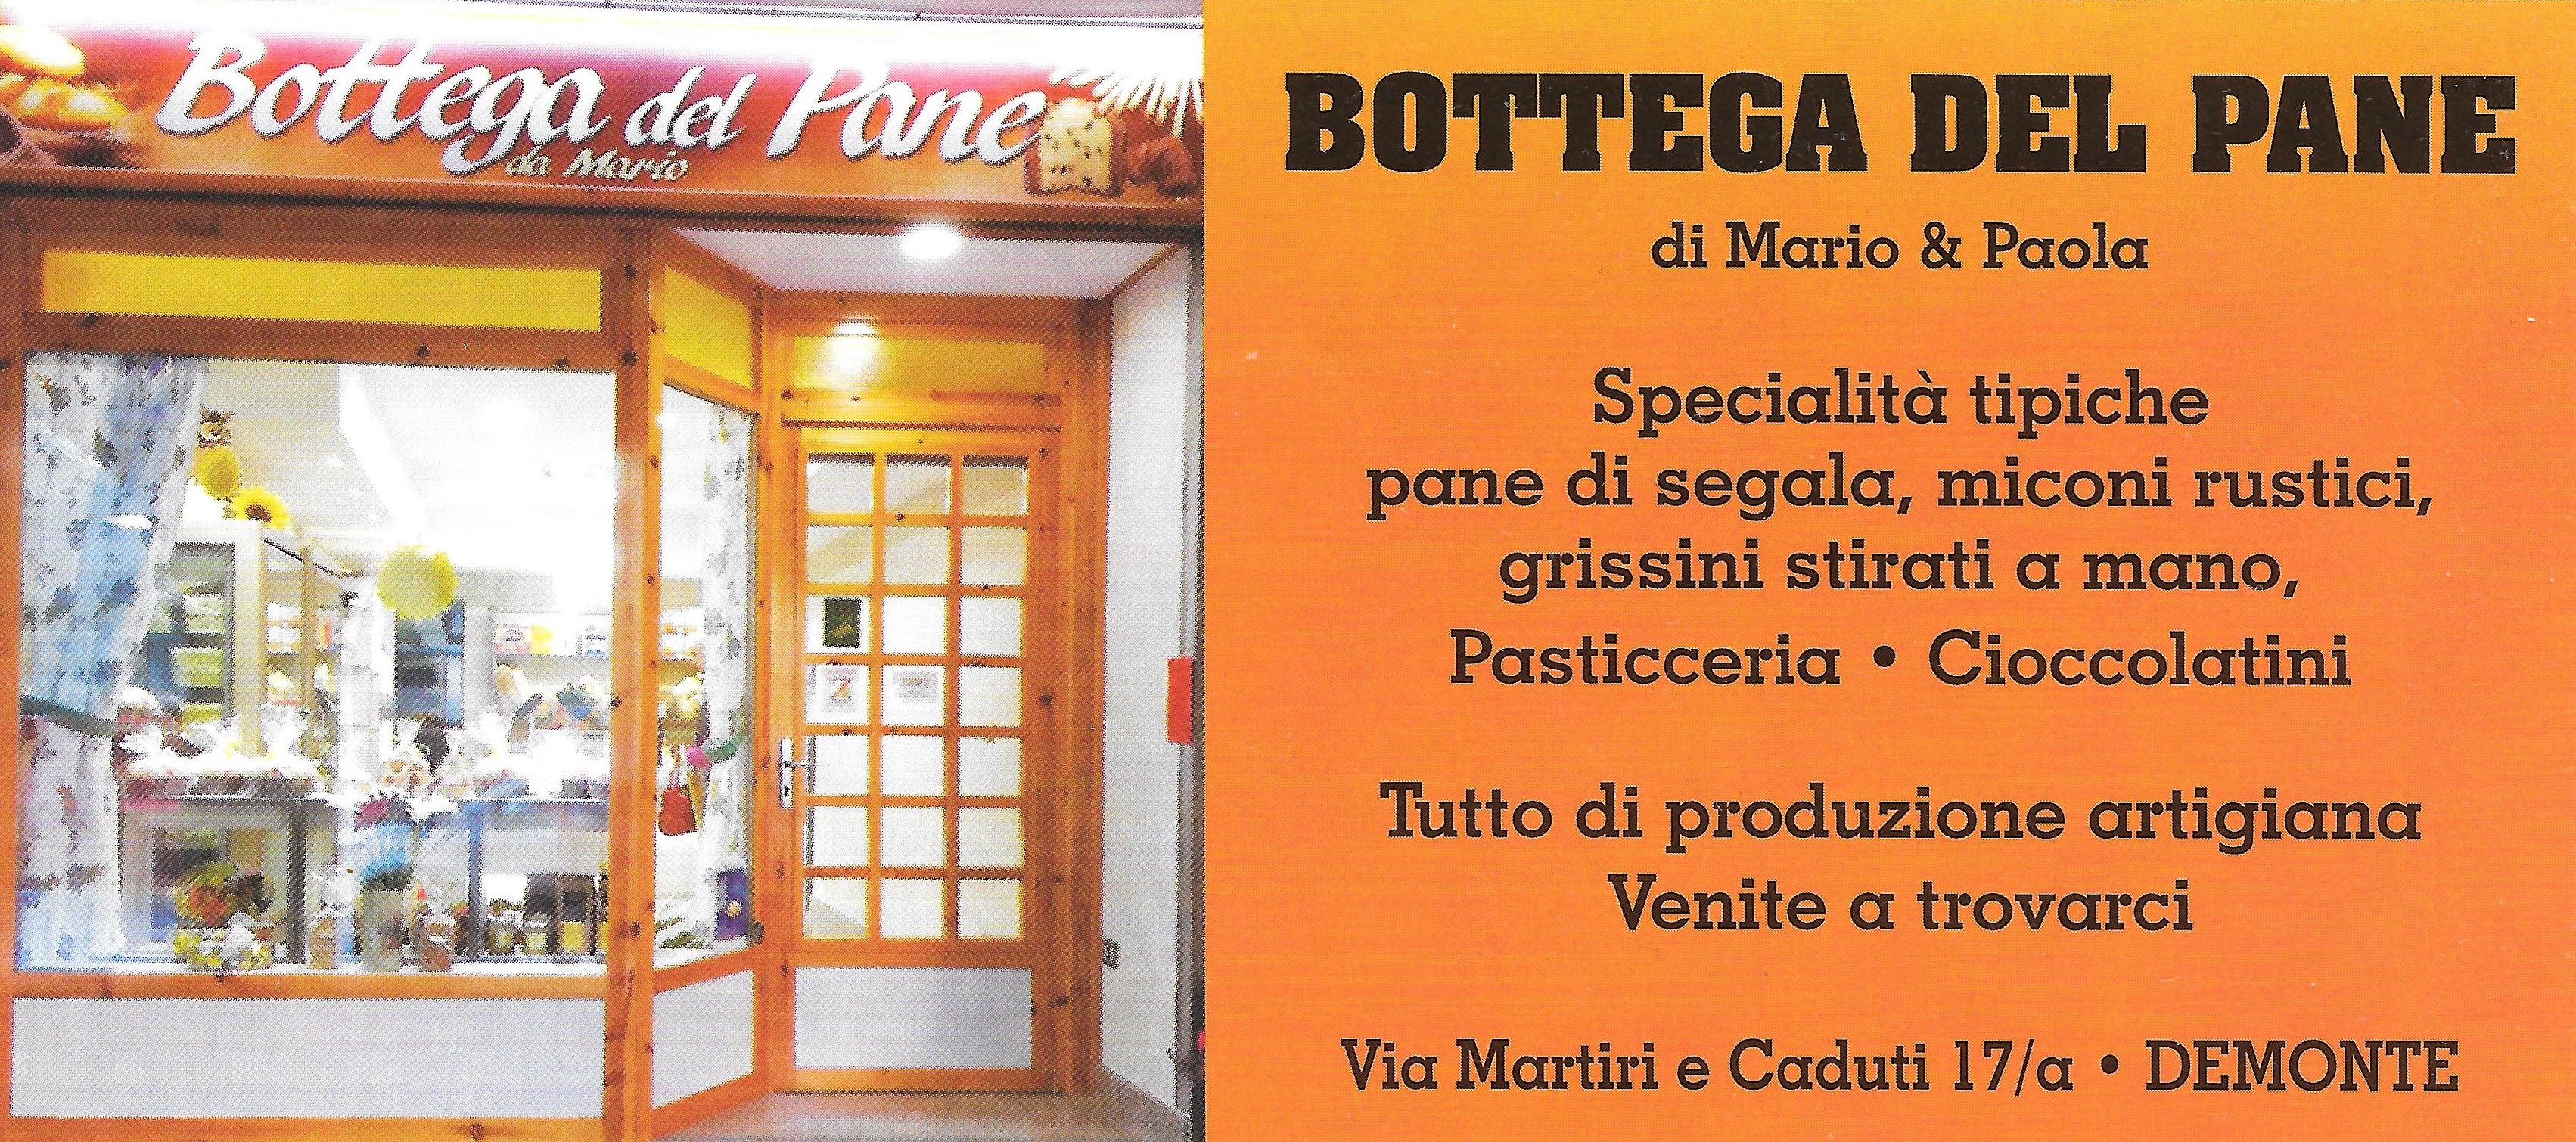 Bottega del Pane
da Mario
BOTTEGA DEL PANE
di Mario & Paola
Specialità tipiche
pane di segala, miconi rustici,
grissini stirati a mano,
Pasticceria • Cioccolatini
Tutto di produzione artigiana
Venite a trovarci
Via Martiri e Caduti 17/a • DEMONTE